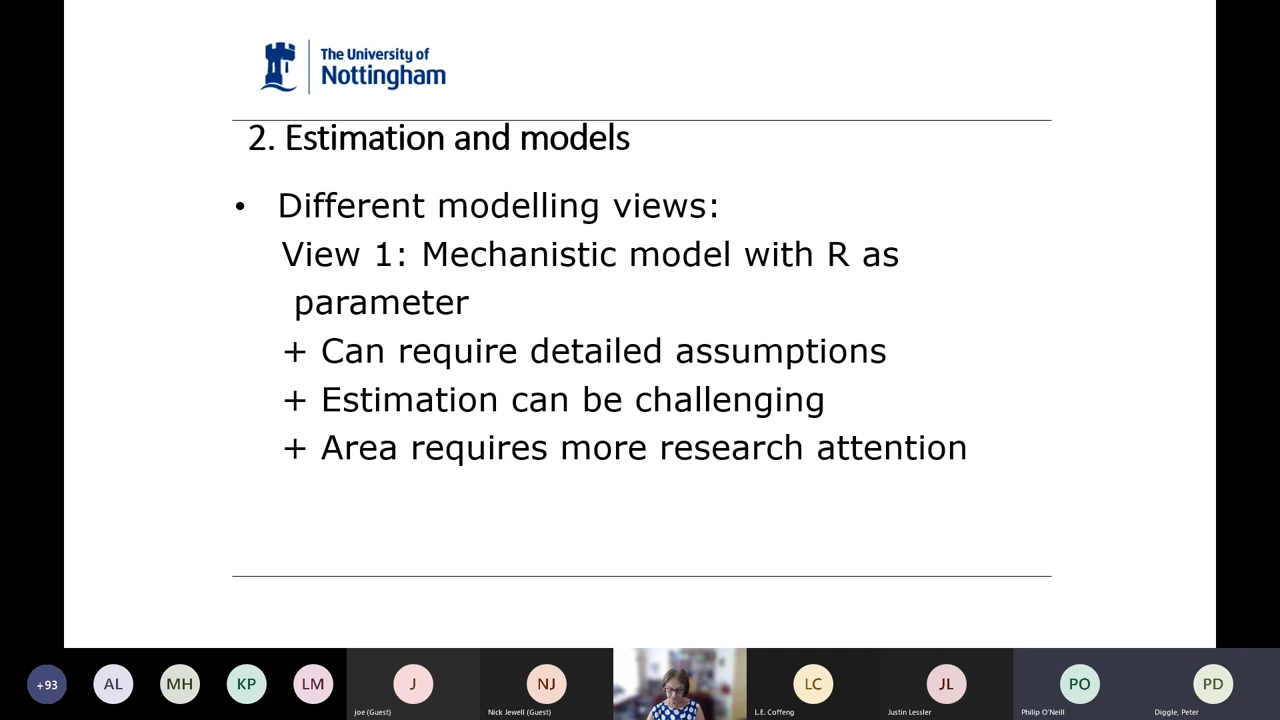 The University of
Nottingham
2. Estimation and models
• Different modelling views:
View 1: Mechanistic model with R as
parameter
+ Can require detailed assumptions
+ Estimation can be challenging
+ Area requires more research attention
+93
AL
MH
KP
LM
J
NJ
LC
JL
PO
PD
joe (Guest)
Nick Jewell (Guest)
L.E. Coffeng
Justin Lessler
Philip O'Neill
Diggle, Peter